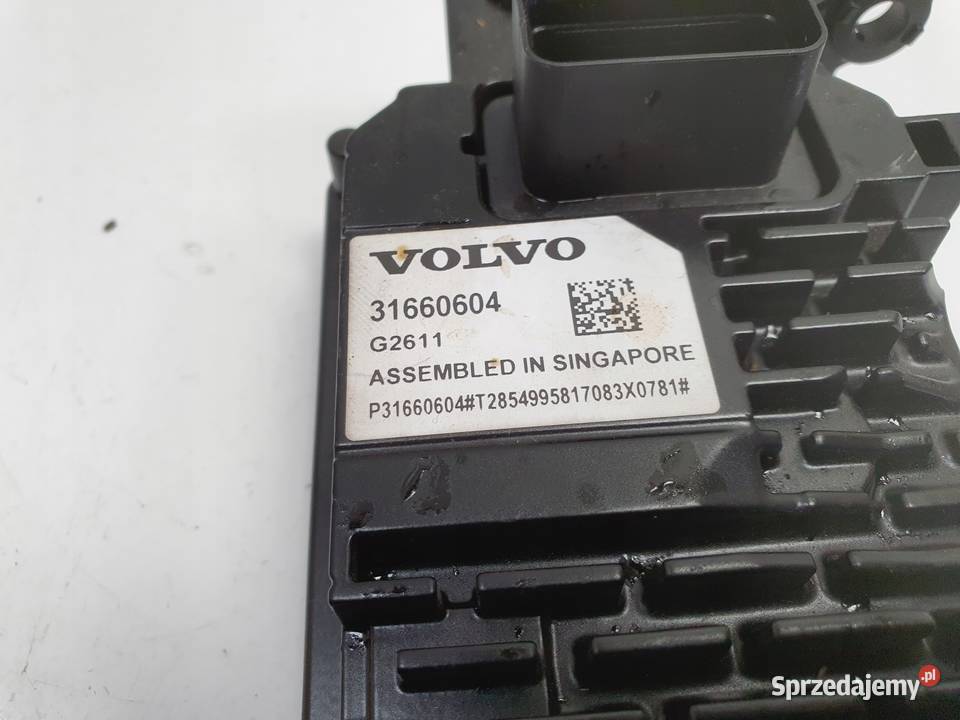 VOLVO
31660604
G2611
ASSEMBLED IN SINGAPORE
P31660604#T2854995817083X0781#
Sprzedajemy.pl